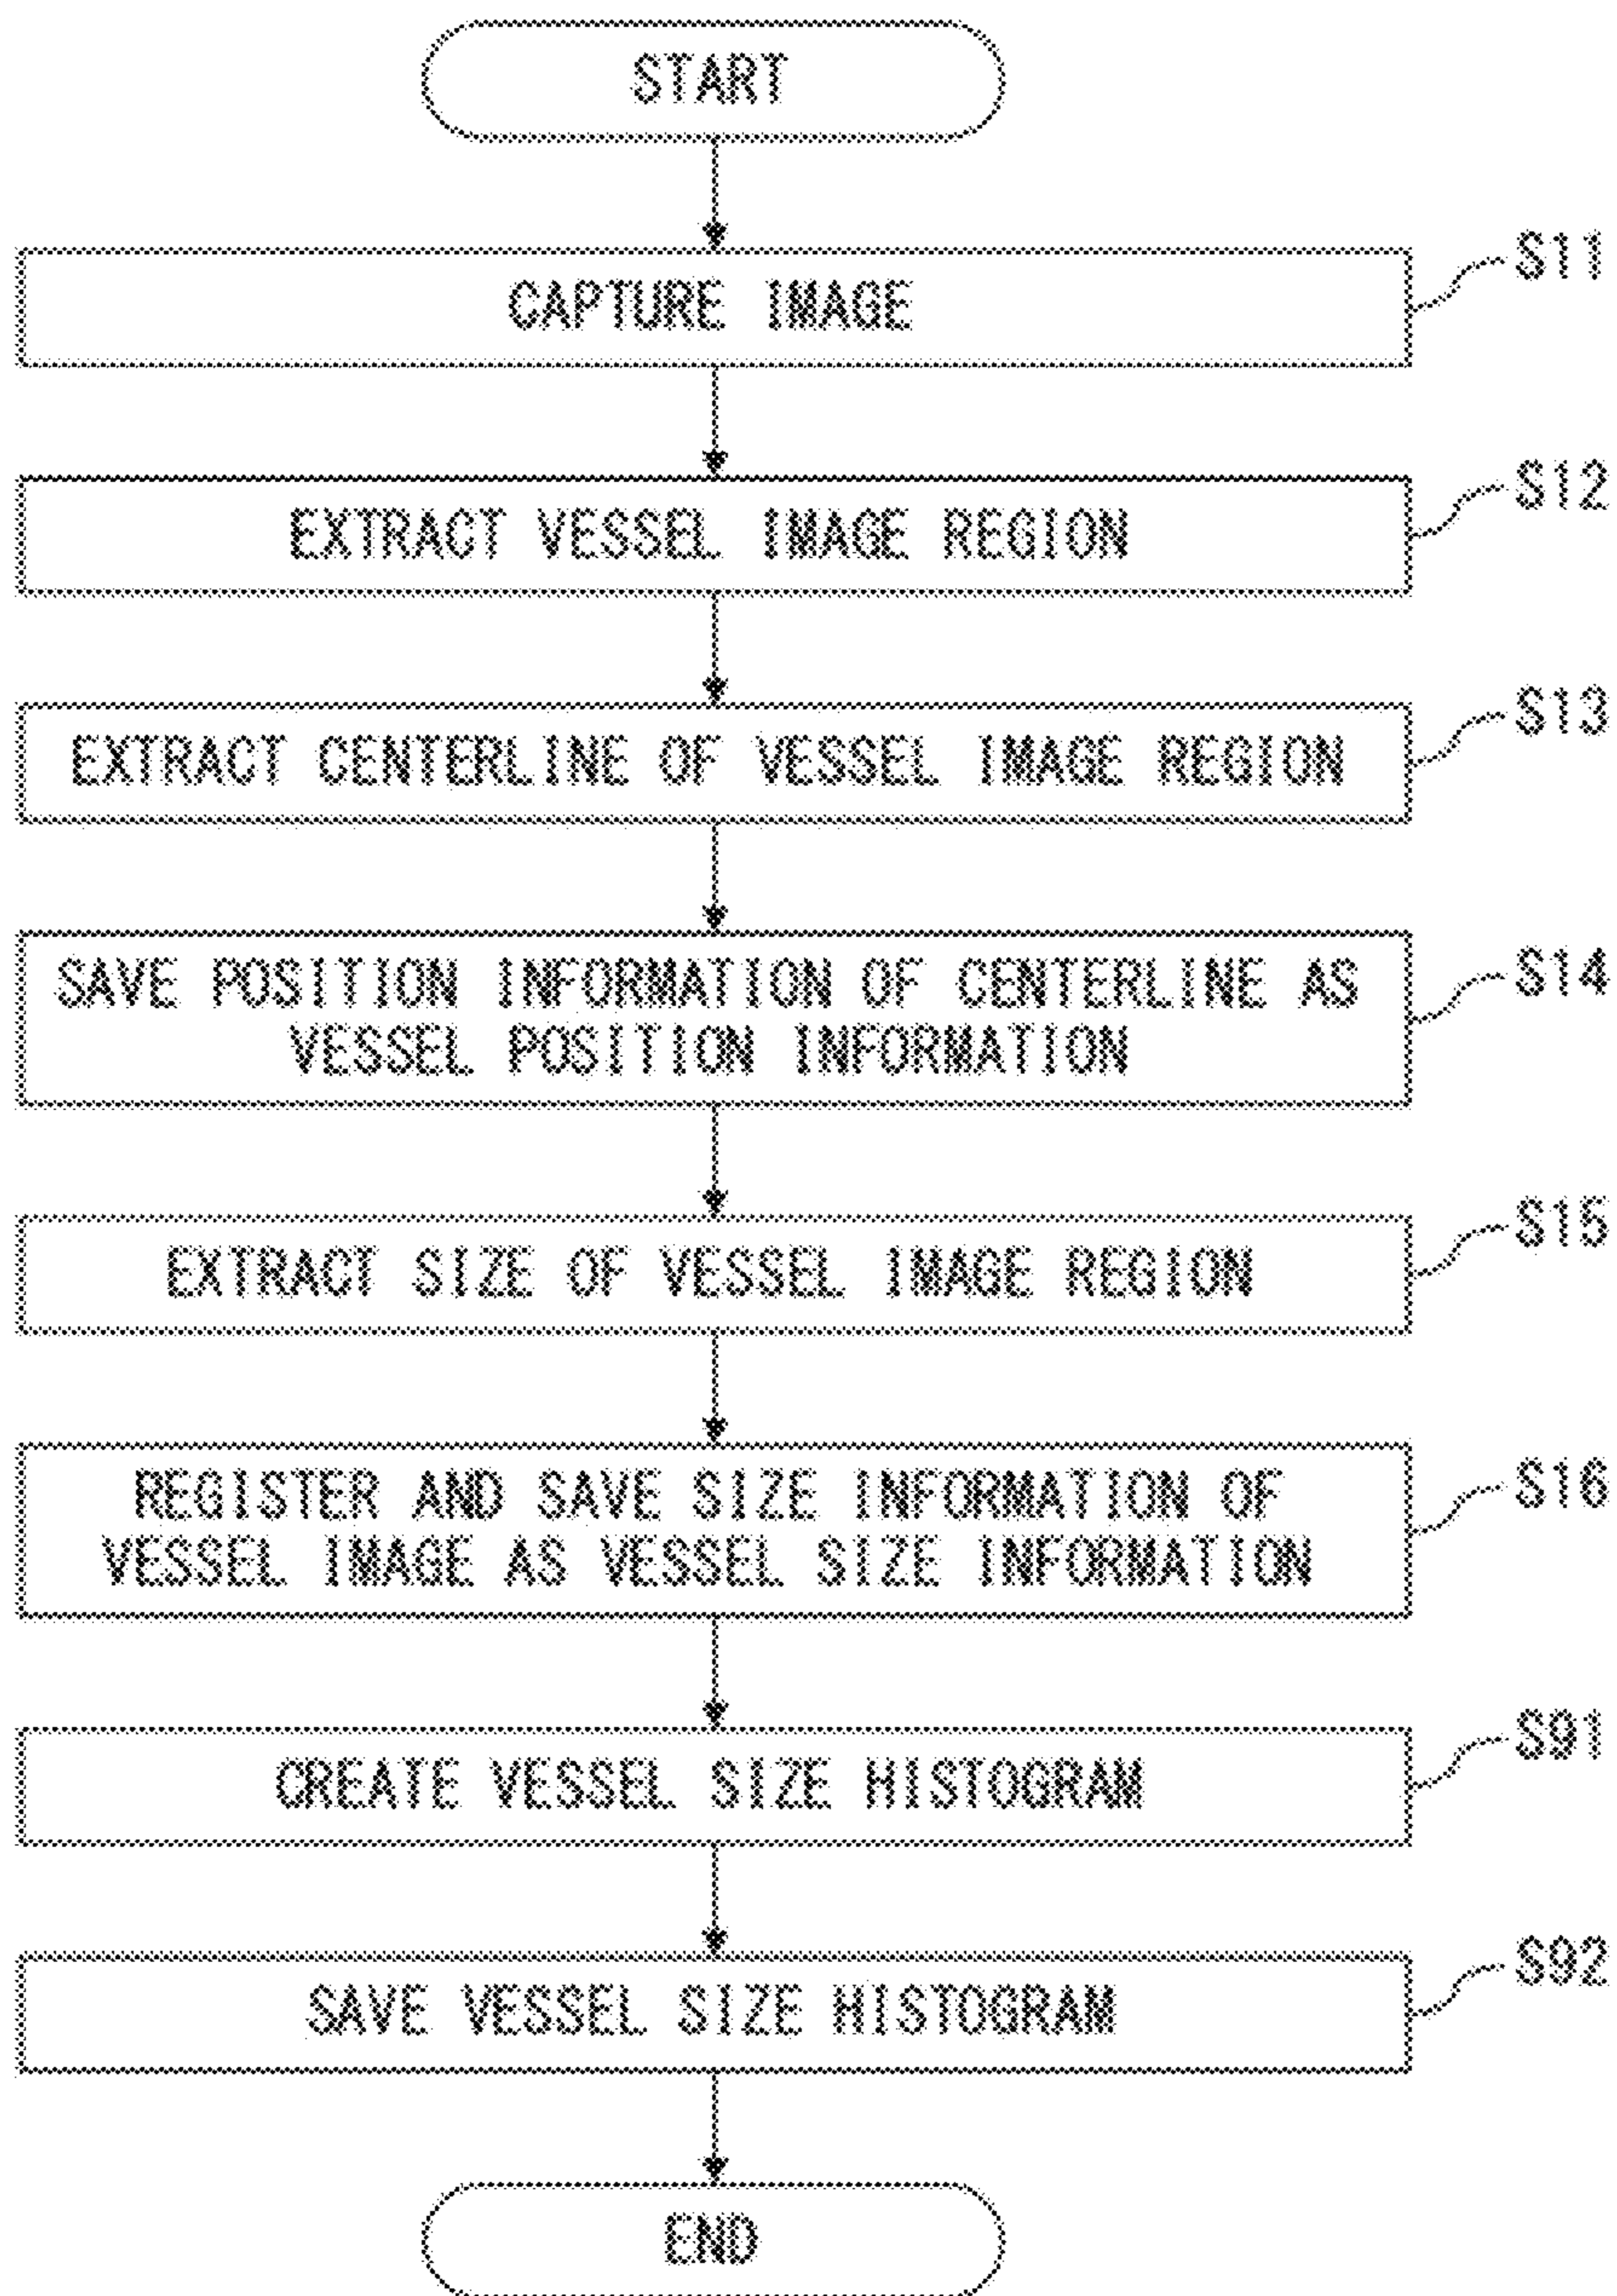 START
CAPTURE IMAGE
S11
EXTRACT VESSEL IMAGE REGION
S12
EXTRACT CENTERLINE OF VESSEL IMAGE REGION
S13
SAVE POSITION INFORMATION OF CENTERLINE AS
VESSEL POSITION INFORMATION
S14
EXTRACT SIZE OF VESSEL IMAGE REGION
S15
REGISTER AND SAVE SIZE INFORMATION OF
VESSEL IMAGE AS VESSEL SIZE INFORMATION
S16
CREATE VESSEL SIZE HISTOGRAM
S91
SAVE VESSEL SIZE HISTOGRAM
S92
END